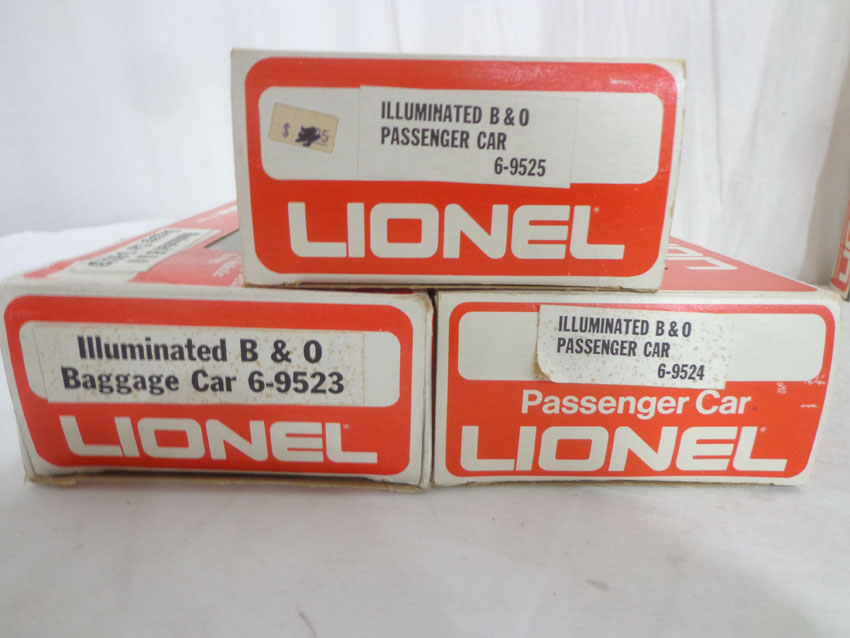 $ 95
ILLUMINATED B & O
PASSENGER CAR
6-9525
LIONEL
Illuminated B & O
Baggage Car 6-9523
LIONEL
ILLUMINATED B & O
PASSENGER CAR
6-9524
Passenger Car
LIONEL